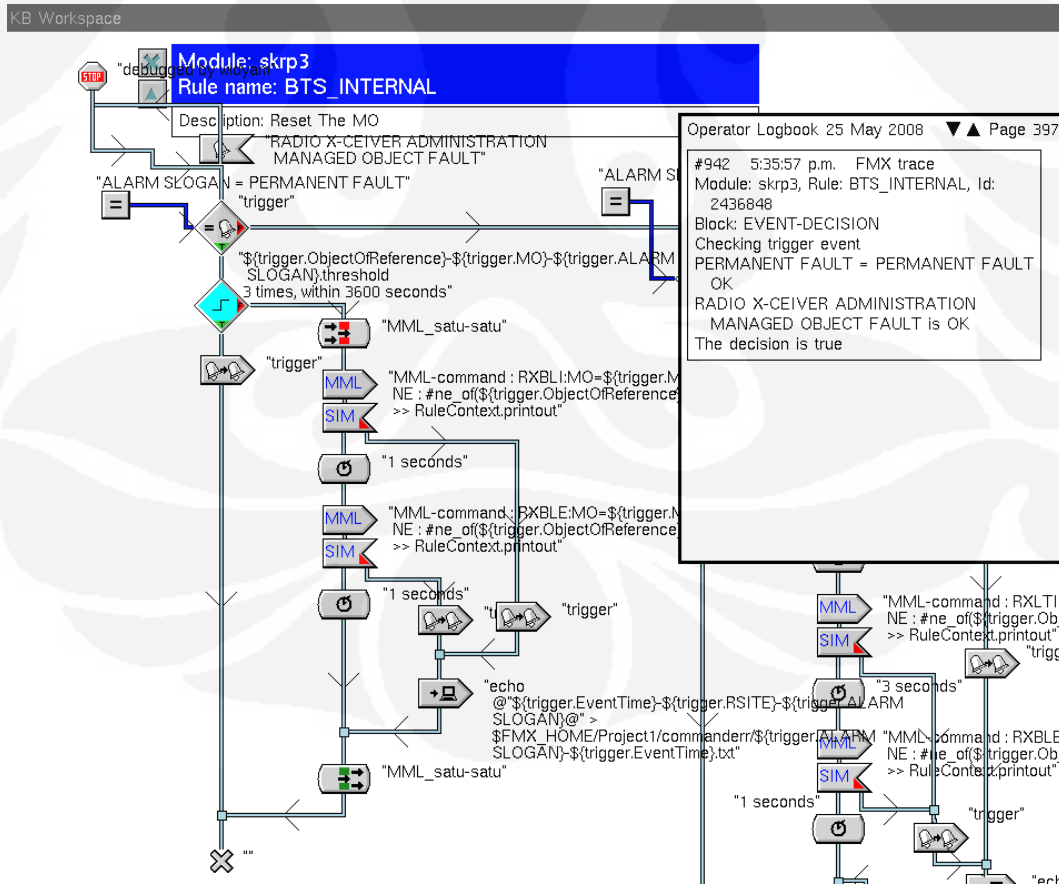 KB Workspace
Module: skrp3
"debugged by widyam"
Rule name: BTS_INTERNAL
Description: Reset The MO
"RADIO X-CEIVER ADMINISTRATION
MANAGED OBJECT FAULT"
"ALARM SLOGAN = PERMANENT FAULT"
"trigger"
"${trigger.ObjectOfReference}-${trigger.MO}-${trigger.ALARM
SLOGAN}.threshold
3 times, within 3600 seconds"
"MML_satu-satu"
"trigger"
MML
"MML-command : RXBLI:MO=${trigger.M
NE : #ne_of(${trigger.ObjectOfReference}
SIM
>> RuleContext.printout"
"1 seconds"
MML
"MML-command : RXBLE:MO=${trigger.M
NE : #ne_of(${trigger.ObjectOfReference}
SIM
>> RuleContext.printout"
"1 seconds"
"trigger"
"echo
@"${trigger.EventTime}-${trigger.RSITE}-${trigger.ALARM
SLOGAN}@" >
$FMX_HOME/Project1/commanderr/${trigger.ALARM
SLOGAN}-${trigger.EventTime}.txt"
"MML_satu-satu"
""
"ALARM SL
Operator Logbook 25 May 2008 ▼ ▲ Page 397
#942 5:35:57 p.m. FMX trace
Module: skrp3, Rule: BTS_INTERNAL, Id:
2436848
Block: EVENT-DECISION
Checking trigger event
PERMANENT FAULT = PERMANENT FAULT
OK
RADIO X-CEIVER ADMINISTRATION
MANAGED OBJECT FAULT is OK
The decision is true
MML
"MML-command : RXLTI
NE : #ne_of(${trigger.Ob
SIM
>> RuleContext.printout"
"trigg
"3 seconds"
MML
"MML-command : RXBLE
NE : #ne_of(${trigger.Ob
SIM
>> RuleContext.printout"
"1 seconds"
"trigger"
"ech